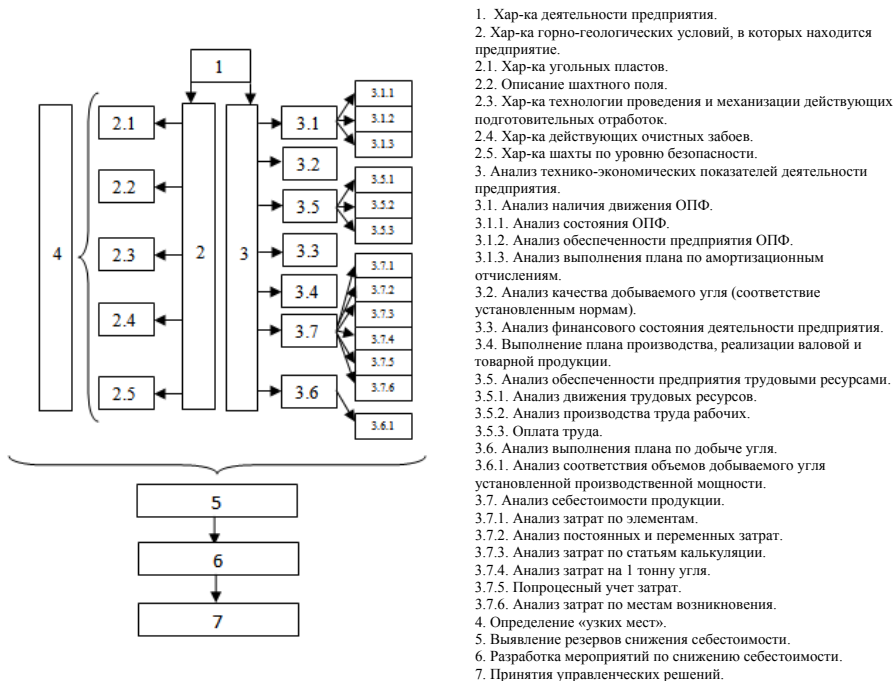 1
2.1
2.2
2.3
2.4
2.5
4
2
3
3.1
3.2
3.5
3.3
3.4
3.7
3.6
3.1.1
3.1.2
3.1.3
3.5.1
3.5.2
3.5.3
3.7.1
3.7.2
3.7.3
3.7.4
3.7.5
3.7.6
3.6.1
5
6
7
1. Хар-ка деятельности предприятия.
2. Хар-ка горно-геологических условий, в которых находится
предприятие.
2.1. Хар-ка угольных пластов.
2.2. Описание шахтного поля.
2.3. Хар-ка технологии проведения и механизации действующих
подготовительных отработок.
2.4. Хар-ка действующих очистных забоев.
2.5. Хар-ка шахты по уровню безопасности.
3. Анализ технико-экономических показателей деятельности
предприятия.
3.1. Анализ наличия движения ОПФ.
3.1.1. Анализ состояния ОПФ.
3.1.2. Анализ обеспеченности предприятия ОПФ.
3.1.3. Анализ выполнения плана по амортизационным
отчислениям.
3.2. Анализ качества добываемого угля (соответствие
установленным нормам).
3.3. Анализ финансового состояния деятельности предприятия.
3.4. Выполнение плана производства, реализации валовой и
товарной продукции.
3.5. Анализ обеспеченности предприятия трудовыми ресурсами.
3.5.1. Анализ движения трудовых ресурсов.
3.5.2. Анализ производства труда рабочих.
3.5.3. Оплата труда.
3.6. Анализ выполнения плана по добыче угля.
3.6.1. Анализ соответствия объемов добываемого угля
установленной производственной мощности.
3.7. Анализ себестоимости продукции.
3.7.1. Анализ затрат по элементам.
3.7.2. Анализ постоянных и переменных затрат.
3.7.3. Анализ затрат по статьям калькуляции.
3.7.4. Анализ затрат на 1 тонну угля.
3.7.5. Попроцесный учет затрат.
3.7.6. Анализ затрат по местам возникновения.
4. Определение «узких мест».
5. Выявление резервов снижения себестоимости.
6. Разработка мероприятий по снижению себестоимости.
7. Принятия управленческих решений.